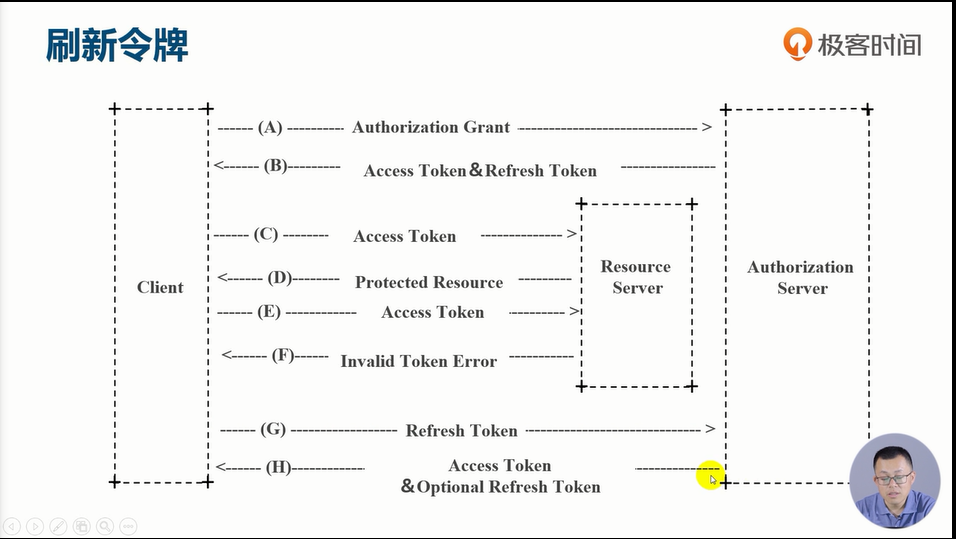 刷新令牌
极客时间
(A) Authorization Grant
(B) Access Token&Refresh Token
(C) Access Token
(D) Protected Resource
(E) Access Token
(F) Invalid Token Error
Client
Resource
Server
Authorization
Server
(G) Refresh Token
(H) Access Token
&Optional Refresh Token